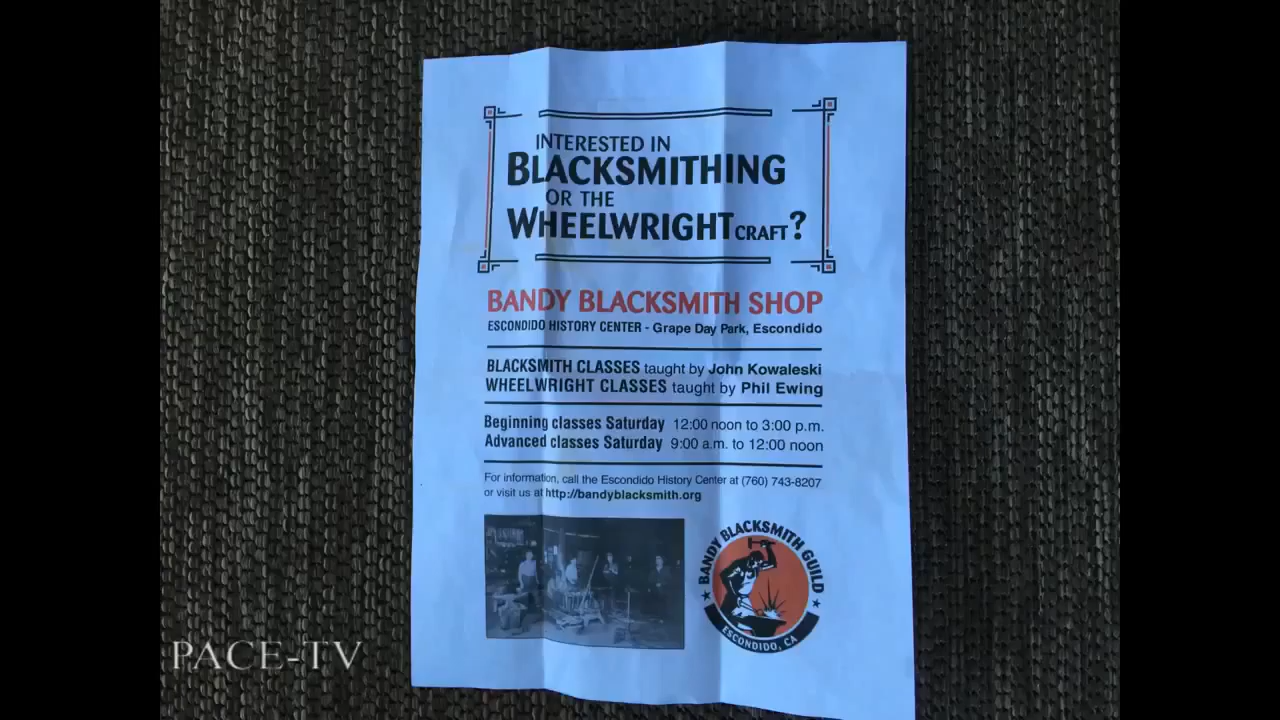 INTERESTED IN
BLACKSMITHING
OR THE
WHEELWRIGHT CRAFT?
BANDY BLACKSMITH SHOP
ESCONDIDO HISTORY CENTER - Grape Day Park, Escondido
BLACKSMITH CLASSES taught by John Kowaleski
WHEELWRIGHT CLASSES taught by Phil Ewing
Beginning classes Saturday 12:00 noon to 3:00 p.m.
Advanced classes Saturday 9:00 a.m. to 12:00 noon
For information, call the Escondido History Center at (760) 743-8207
or visit us at http://bandyblacksmith.org
BANDY BLACKSMITH GUILD
ESCONDIDO, CA
PACE-TV